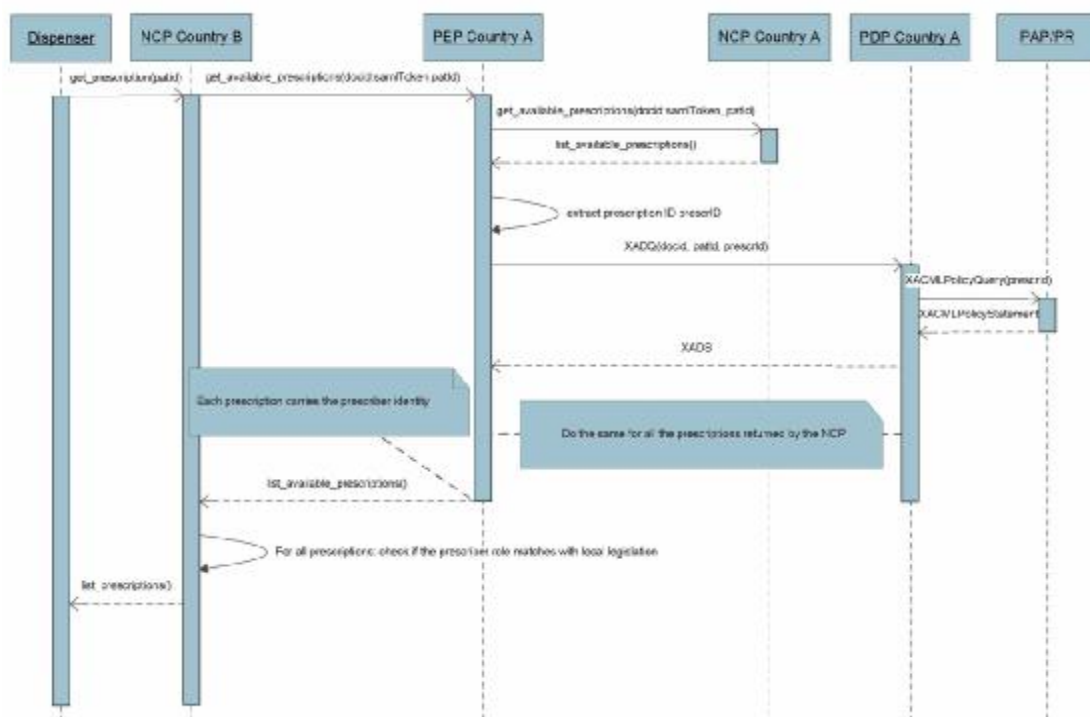 Dispenser
NCP Country B
PEP Country A
NCP Country A
PDP Country A
PAP/PR
get_prescription(patid)
get_available_prescriptions(docid samlToken patId)
get_available_prescriptions(docid samlToken, patId)
list_available_prescriptions()
extract prescription ID prescrID
XADQ(docid, patId, prescrId)
XACMLPolicyQuery(prescrId)
XACMLPolicyStatement
XADS
Each prescription carries the prescriber identity
Do the same for all the prescriptions returned by the NCP
list_available_prescriptions()
For all prescriptions: check if the prescriber role matches with local legislation
list_prescriptions()